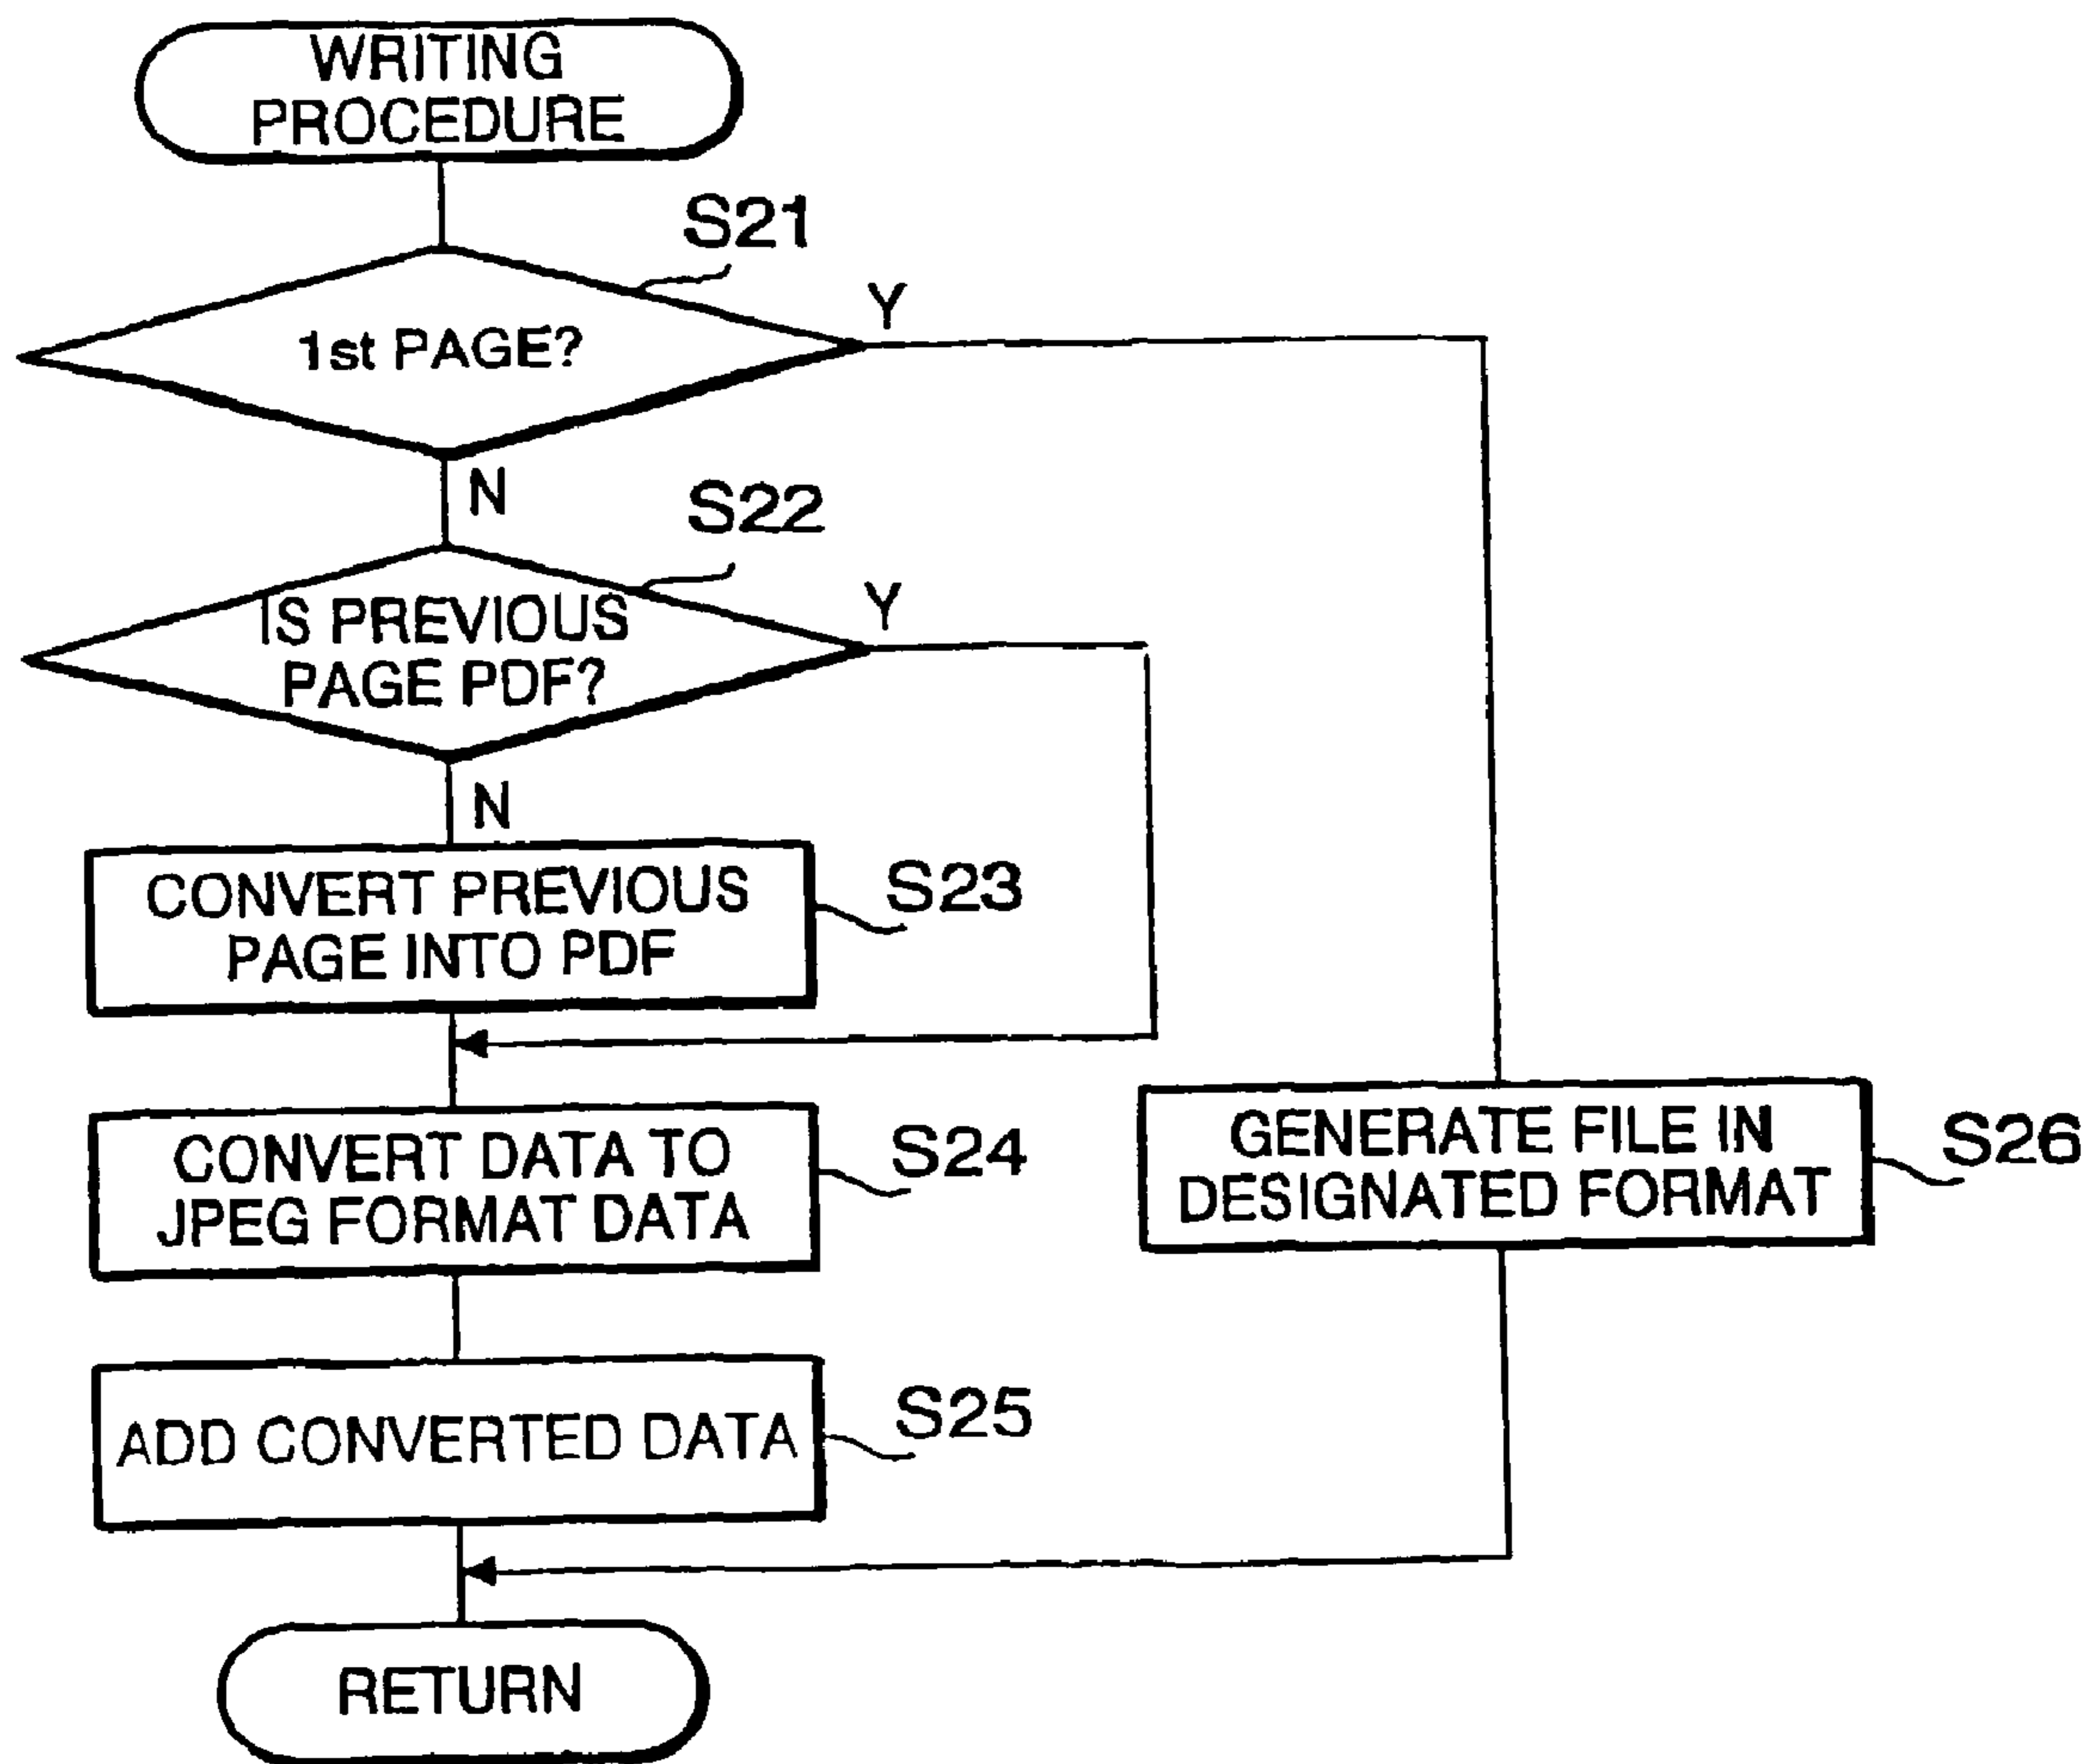 WRITING
PROCEDURE
S21
1st PAGE?
Y
N
S22
IS PREVIOUS
PAGE PDF?
Y
N
CONVERT PREVIOUS
PAGE INTO PDF
S23
CONVERT DATA TO
JPEG FORMAT DATA
S24
GENERATE FILE IN
DESIGNATED FORMAT
S26
ADD CONVERTED DATA
S25
RETURN